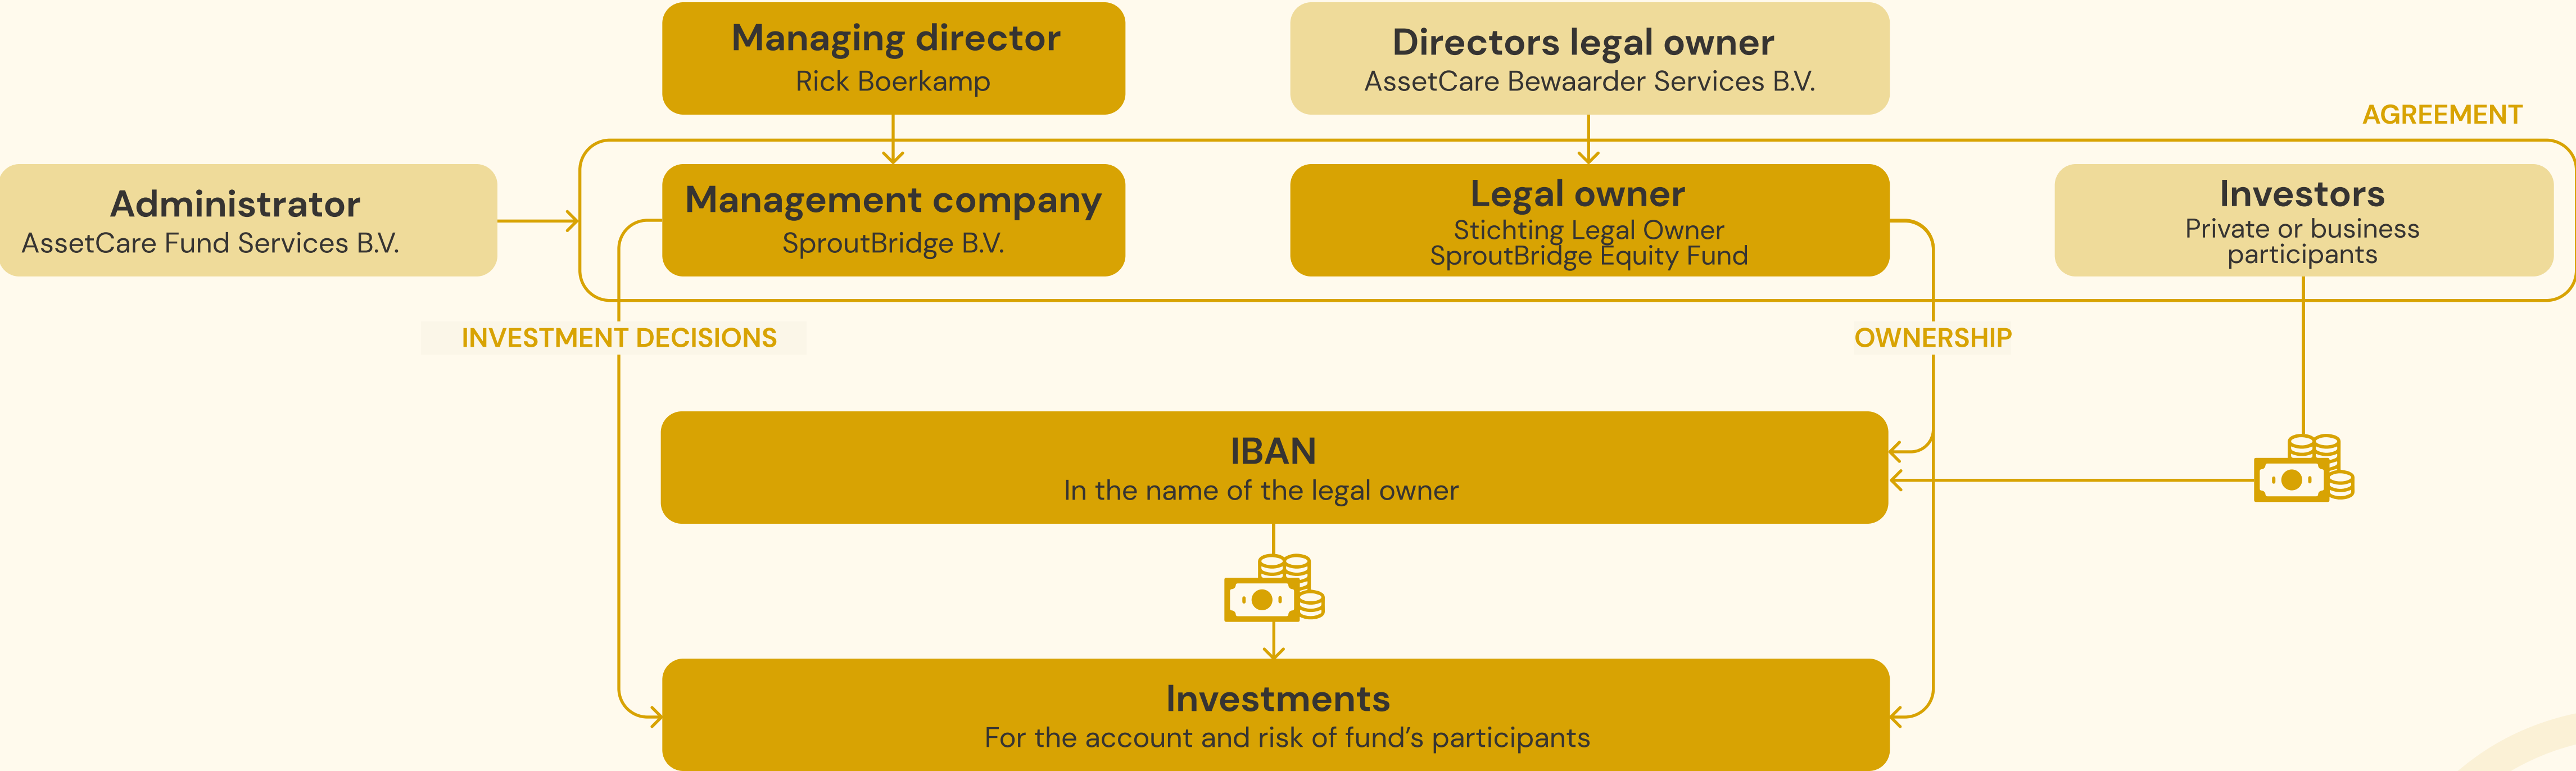 Managing director
Rick Boerkamp
Directors legal owner
AssetCare Bewaarder Services B.V.
AGREEMENT
Administrator
AssetCare Fund Services B.V.
Management company
SproutBridge B.V.
Legal owner
Stichting Legal Owner
SproutBridge Equity Fund
Investors
Private or business
participants
INVESTMENT DECISIONS
OWNERSHIP
IBAN
In the name of the legal owner
Investments
For the account and risk of fund’s participants